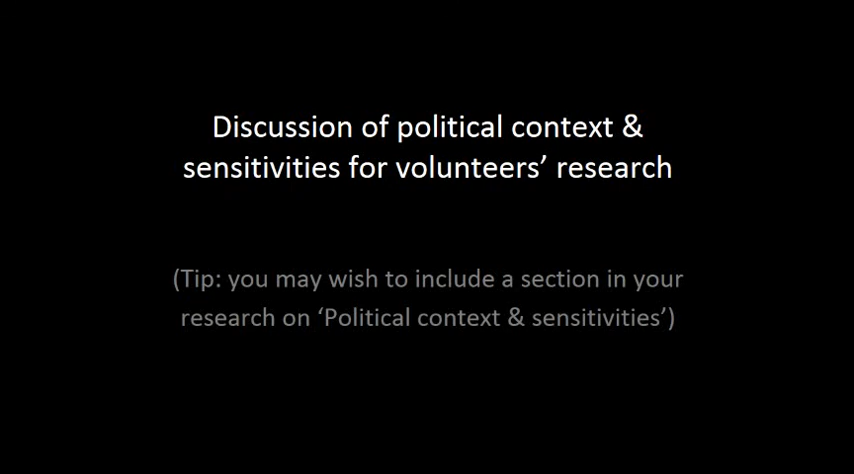 Discussion of political context &
sensitivities for volunteers’ research
(Tip: you may wish to include a section in your
research on ‘Political context & sensitivities’)